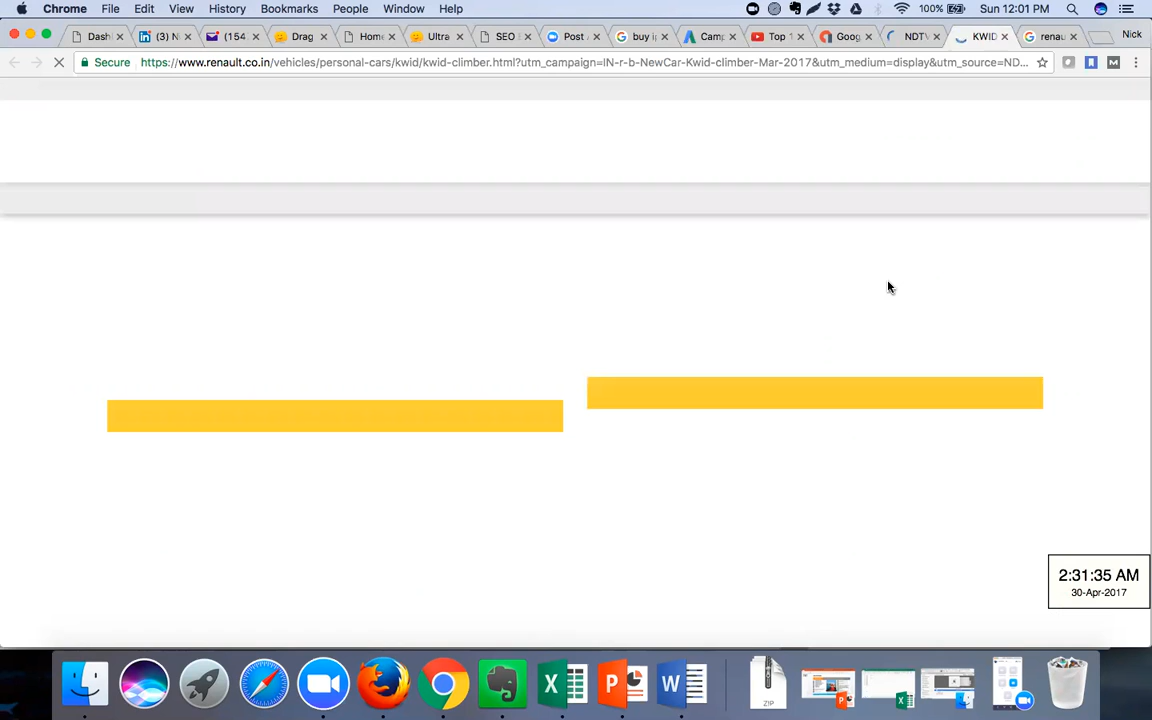 Chrome File Edit View History Bookmarks People Window Help 100% Sun 12:01 PM
Dashl (3) N (154 Drag Home Ultra SEO Post buy ip Camp Top 1 Goog NDTV KWID renau Nick
Secure https://www.renault.co.in/vehicles/personal-cars/kwid/kwid-climber.html?utm_campaign=IN-r-b-NewCar-Kwid-climber-Mar-2017&utm_medium=display&utm_source=ND...
2:31:35 AM
30-Apr-2017
X P W ZIP